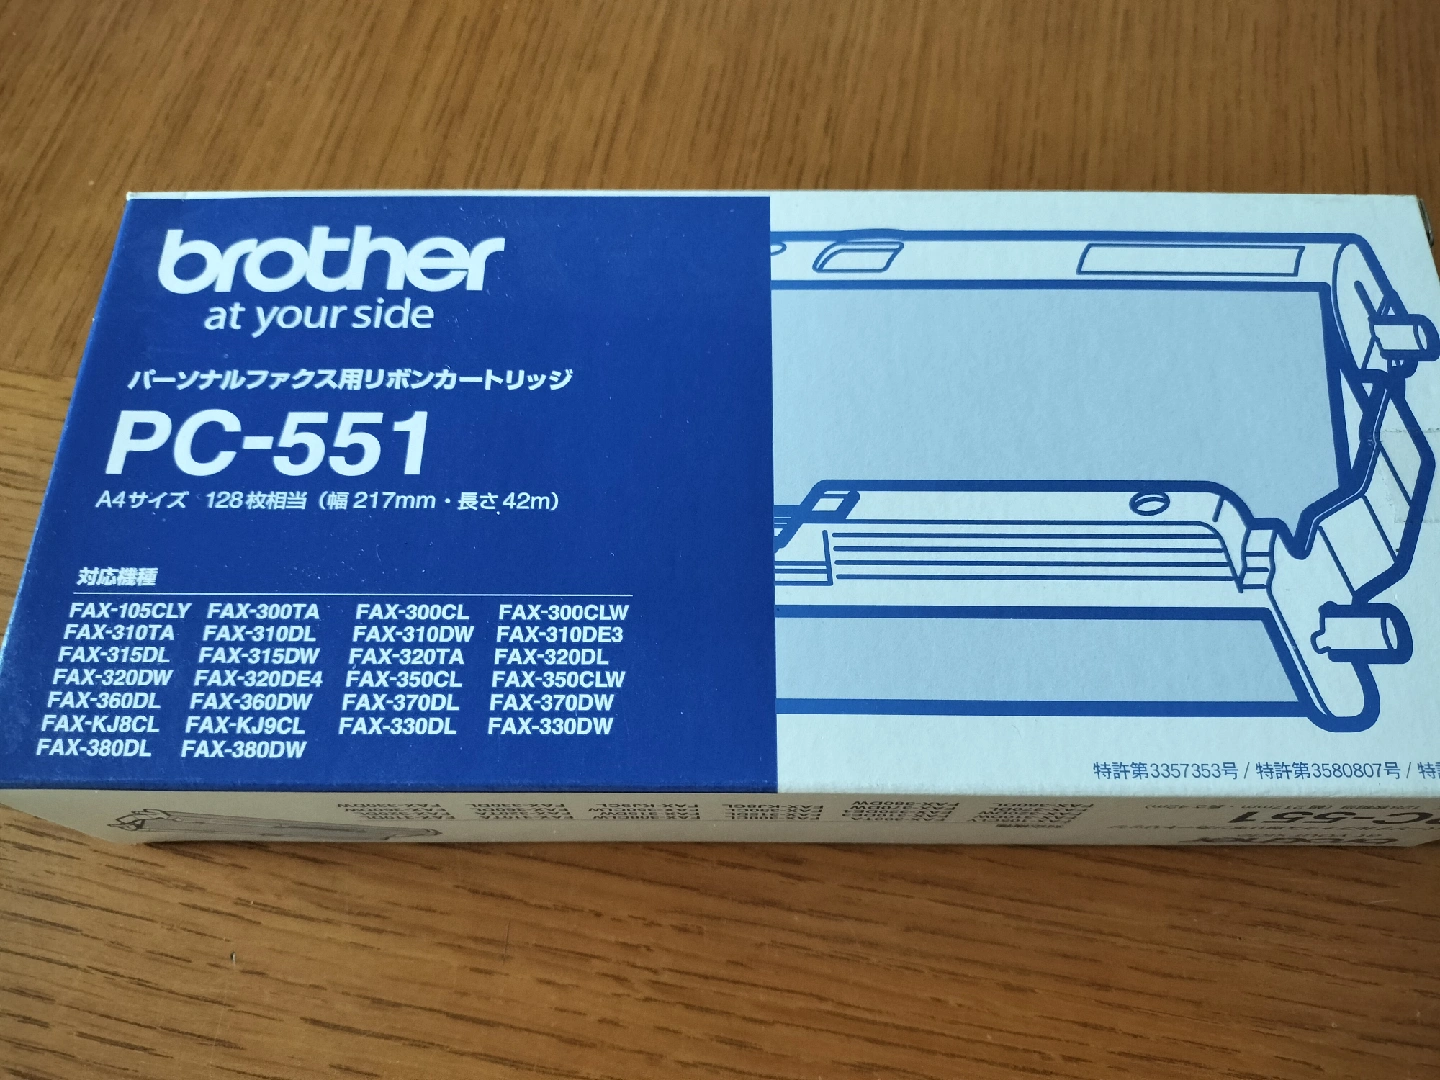 brother
at your side
パーソナルファクス用リボンカートリッジ
PC-551
A4サイズ 128枚相当（幅217mm・長さ42m）
対応機種
FAX-105CLY FAX-300TA FAX-300CL FAX-300CLW
FAX-310TA FAX-310DL FAX-310DW FAX-310DE3
FAX-315DL FAX-315DW FAX-320TA FAX-320DL
FAX-320DW FAX-320DE4 FAX-350CL FAX-350CLW
FAX-360DL FAX-360DW FAX-370DL FAX-370DW
FAX-KJ8CL FAX-KJ9CL FAX-330DL FAX-330DW
FAX-380DL FAX-380DW
特許第3357353号 / 特許第3580807号 / 特許
brother
PC-551